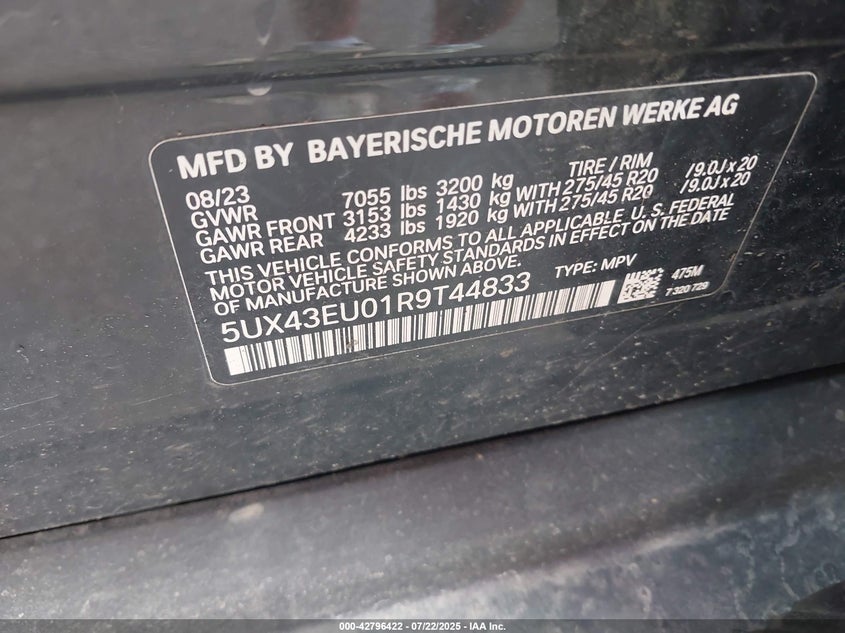 MFD BY BAYERISCHE MOTOREN WERKE AG
08/23 TIRE / RIM
GVWR 7055 lbs 3200 kg
GAWR FRONT 3153 lbs 1430 kg WITH 275/45 R20 /9.0J x 20
GAWR REAR 4233 lbs 1920 kg WITH 275/45 R20 /9.0J x 20
THIS VEHICLE CONFORMS TO ALL APPLICABLE U. S. FEDERAL
MOTOR VEHICLE SAFETY STANDARDS IN EFFECT ON THE DATE
OF MANUFACTURE SHOWN ABOVE.
TYPE: MPV
5UX43EU01R9T44833
475M
7 320 729
000-42796422 - 07/22/2025 - IAA Inc.